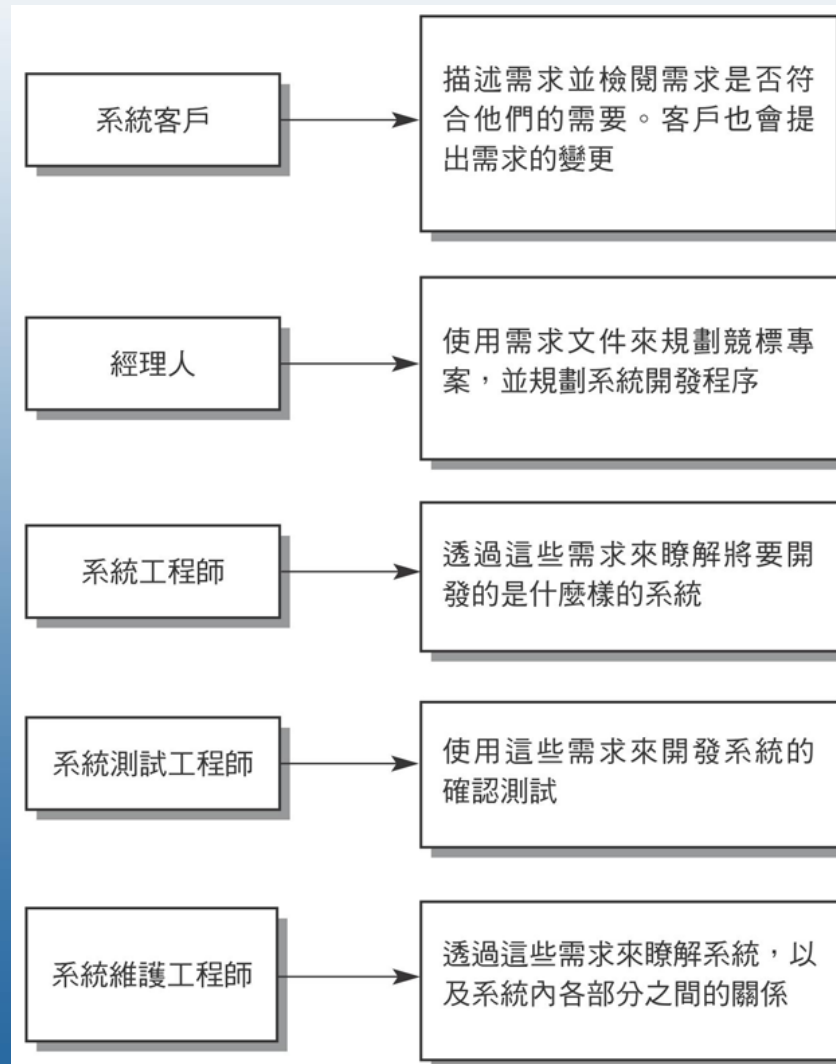 系統客戶
描述需求並檢閱需求是否符
合他們的需要。客戶也會提
出需求的變更
經理人
使用需求文件來規劃競標專
案，並規劃系統開發程序
系統工程師
透過這些需求來瞭解將要開
發的是什麼樣的系統
系統測試工程師
使用這些需求來開發系統的
確認測試
系統維護工程師
透過這些需求來瞭解系統，以
及系統內各部分之間的關係